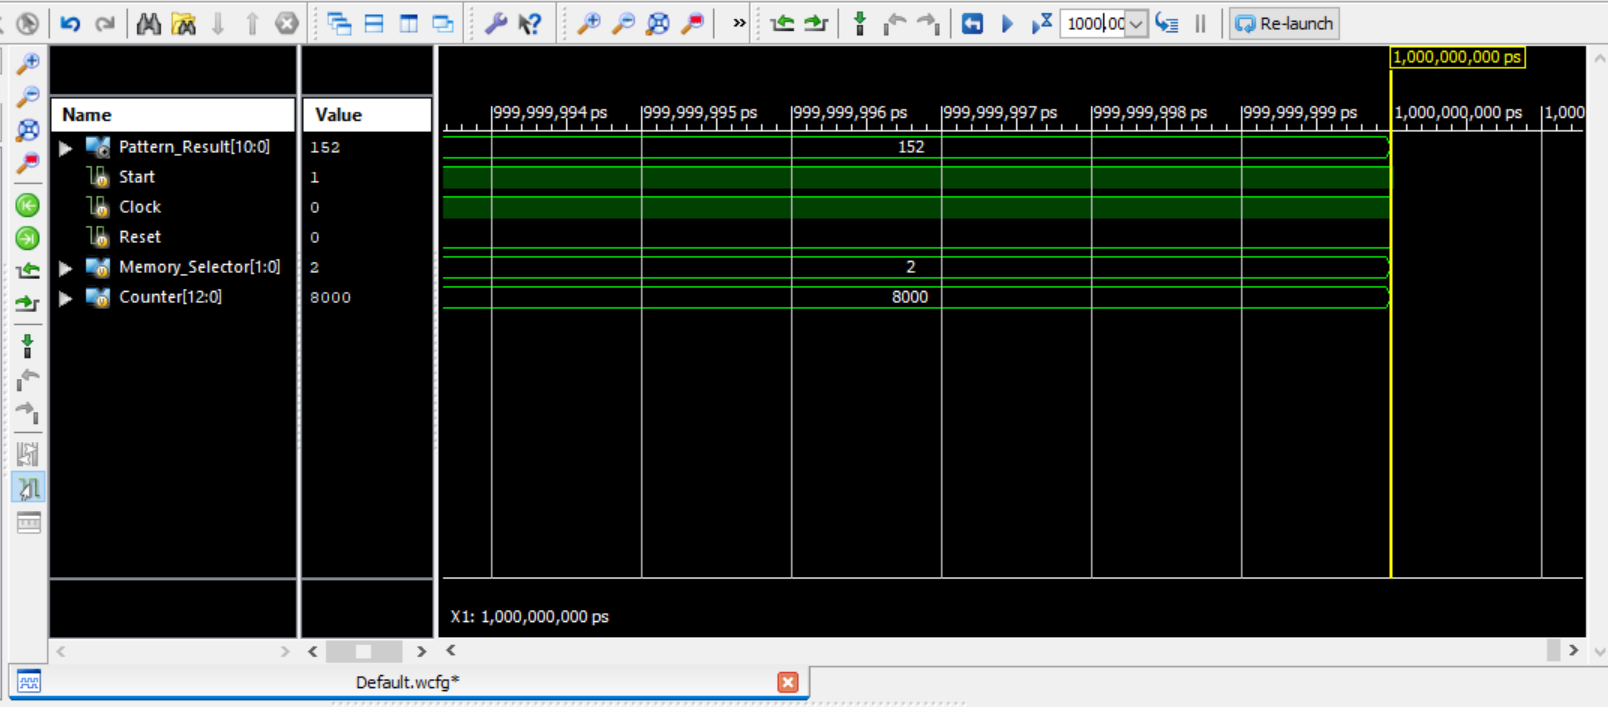 »
1000,00
Re-launch
1,000,000,000 ps
Name
Value
999,999,994 ps 999,999,995 ps 999,999,996 ps 999,999,997 ps 999,999,998 ps 999,999,999 ps 1,000,000,000 ps 1,000
Pattern_Result[10:0] 152 152
Start 1
Clock 0
Reset 0
Memory_Selector[1:0] 2 2
Counter[12:0] 8000 8000
X1: 1,000,000,000 ps
Default.wcfg*